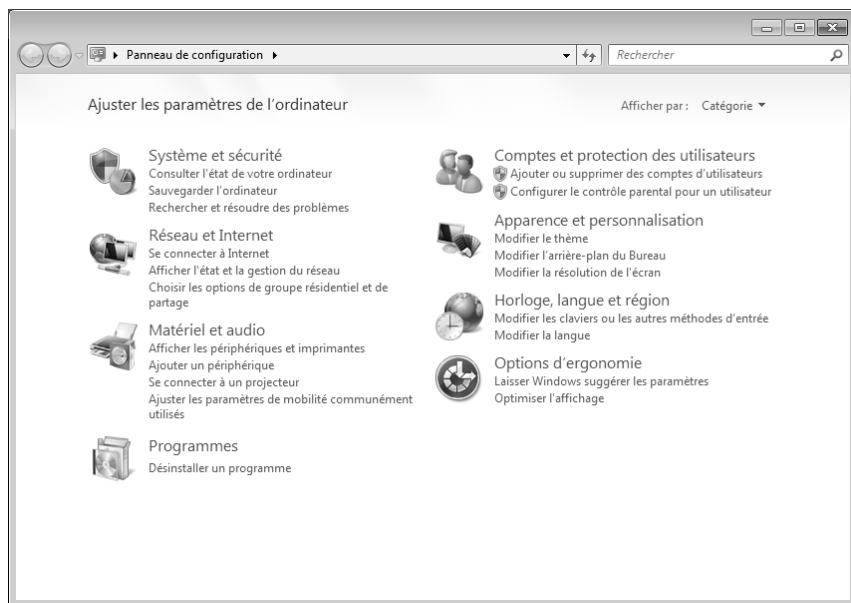 Panneau de configuration
Rechercher
Ajuster les paramètres de l'ordinateur
Afficher par : Catégorie
Système et sécurité
Consulter l'état de votre ordinateur
Sauvegarder l'ordinateur
Rechercher et résoudre des problèmes
Réseau et Internet
Se connecter à Internet
Afficher l'état et la gestion du réseau
Choisir les options de groupe résidentiel et de
partage
Matériel et audio
Afficher les périphériques et imprimantes
Ajouter un périphérique
Se connecter à un projecteur
Ajuster les paramètres de mobilité communément
utilisés
Programmes
Désinstaller un programme
Comptes et protection des utilisateurs
Ajouter ou supprimer des comptes d'utilisateurs
Configurer le contrôle parental pour un utilisateur
Apparence et personnalisation
Modifier le thème
Modifier l'arrière-plan du Bureau
Modifier la résolution de l'écran
Horloge, langue et région
Modifier les claviers ou les autres méthodes d'entrée
Modifier la langue
Options d'ergonomie
Laisser Windows suggérer les paramètres
Optimiser l'affichage